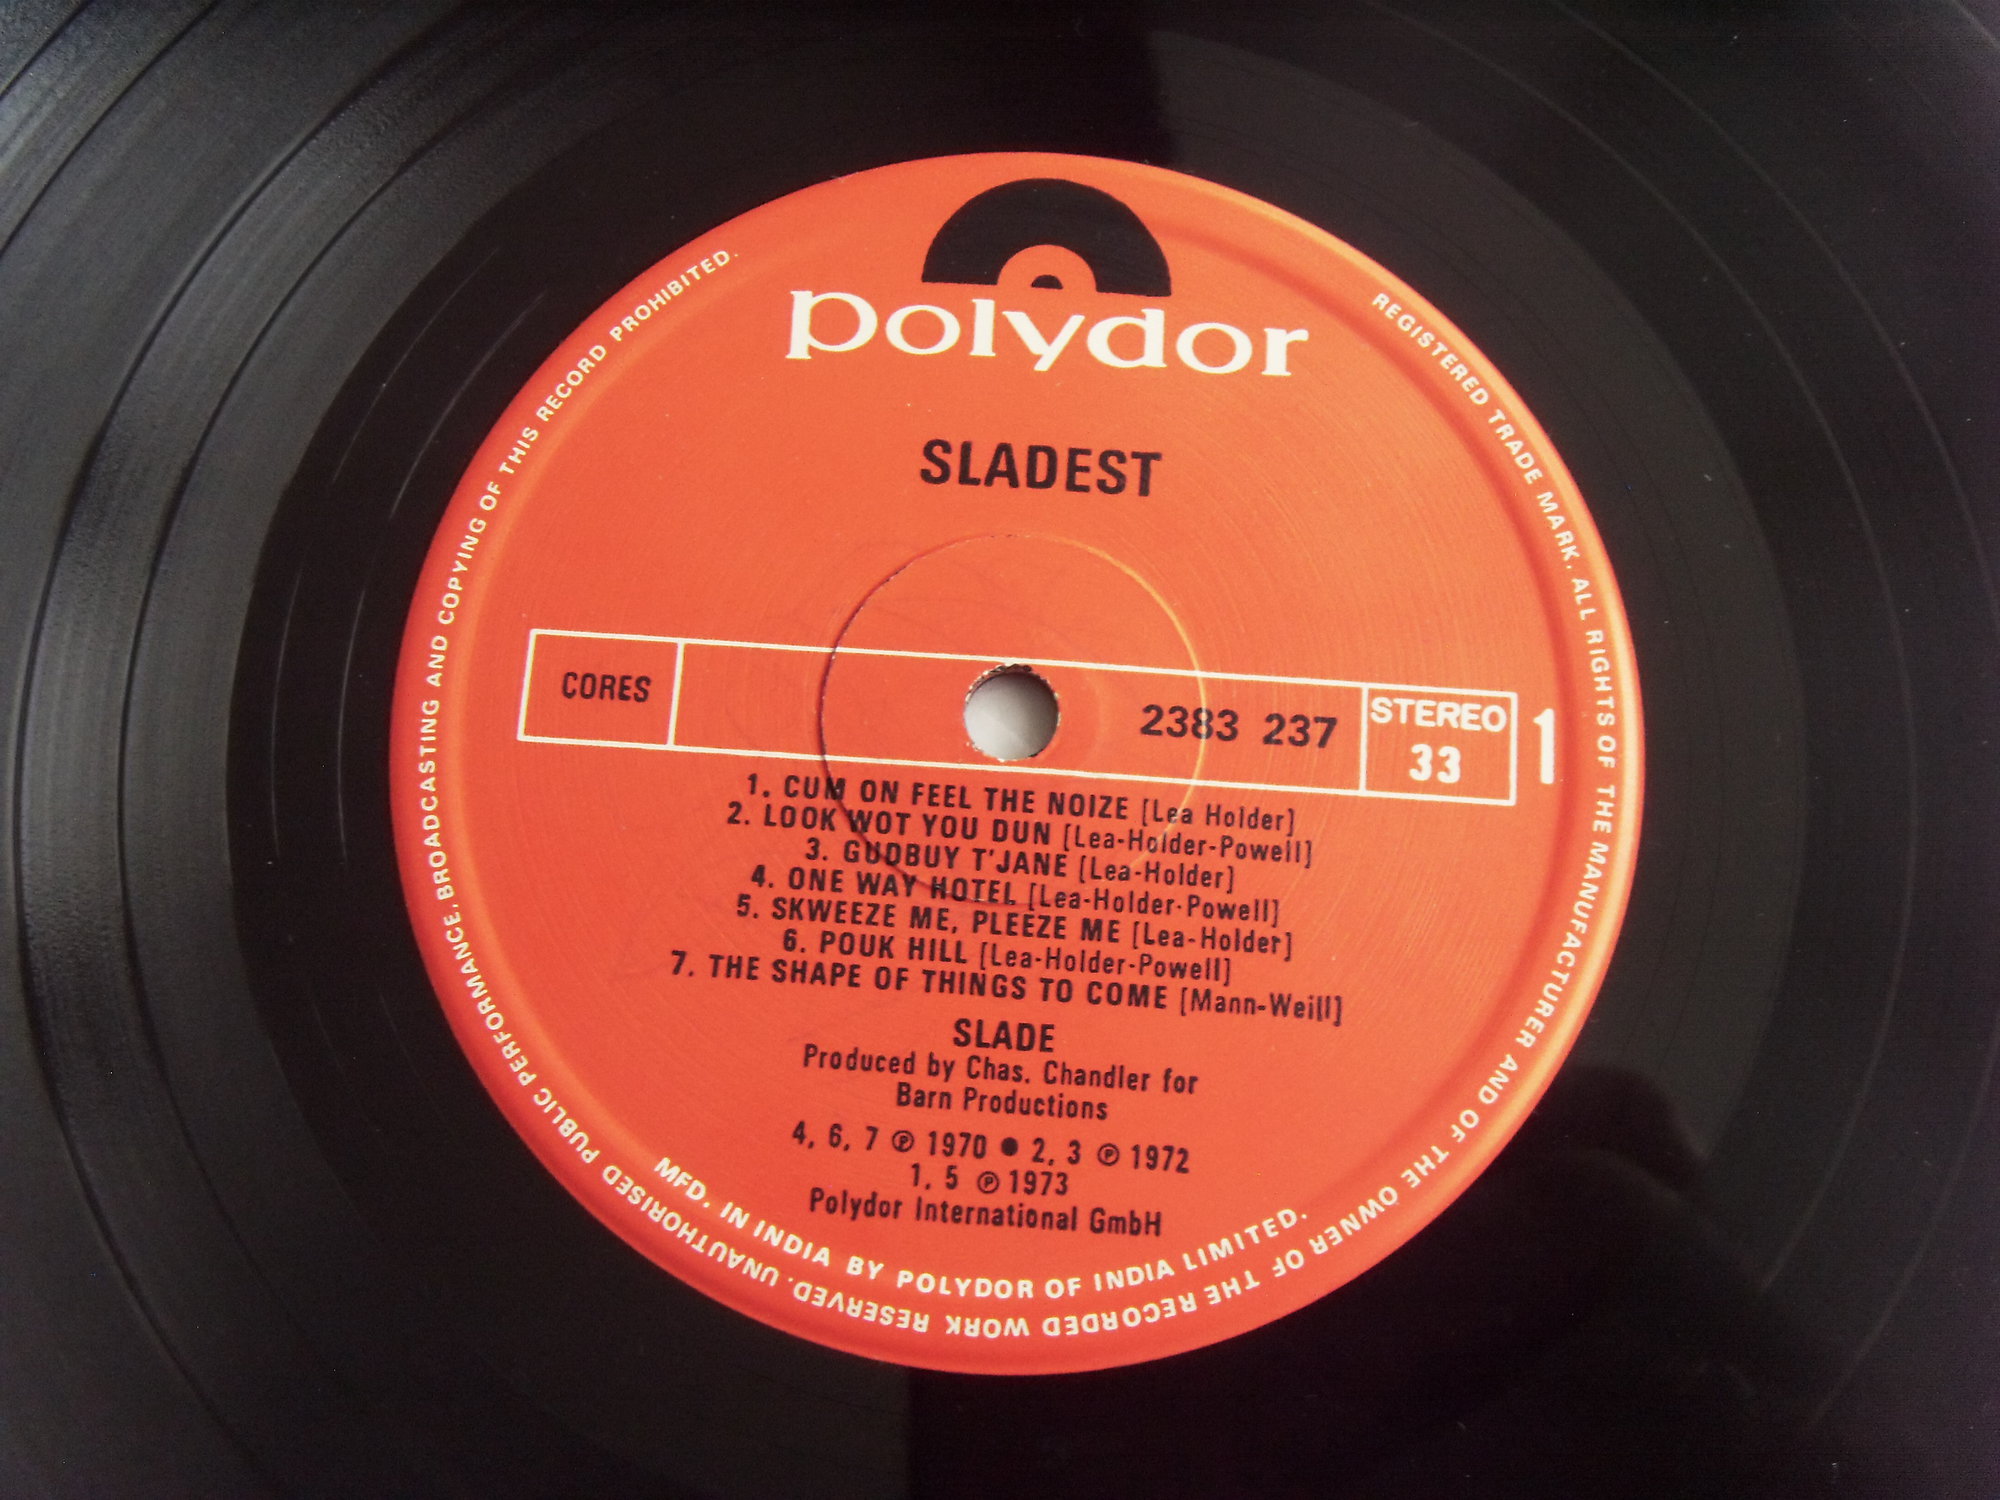 polydor
SLADEST
CORES
2383 237
STEREO
33
1
1. CUM ON FEEL THE NOIZE [Lea Holder]
2. LOOK WOT YOU DUN [Lea-Holder-Powell]
3. GUDBUY T'JANE [Lea-Holder]
4. ONE WAY HOTEL [Lea-Holder-Powell]
5. SKWEEZE ME, PLEEZE ME [Lea-Holder]
6. POUK HILL [Lea-Holder-Powell]
7. THE SHAPE OF THINGS TO COME [Mann-Weill]
SLADE
Produced by Chas. Chandler for
Barn Productions
4, 6, 7 ℗ 1970 ● 2, 3 ℗ 1972
1, 5 ℗ 1973
Polydor International GmbH
MFD. IN INDIA BY POLYDOR OF INDIA LIMITED.
REGISTERED TRADE MARK. ALL RIGHTS OF THE MANUFACTURER AND OF THE OWNER OF THE RECORDED WORK RESERVED. UNAUTHORISED PUBLIC PERFORMANCE, BROADCASTING AND COPYING OF THIS RECORD PROHIBITED.